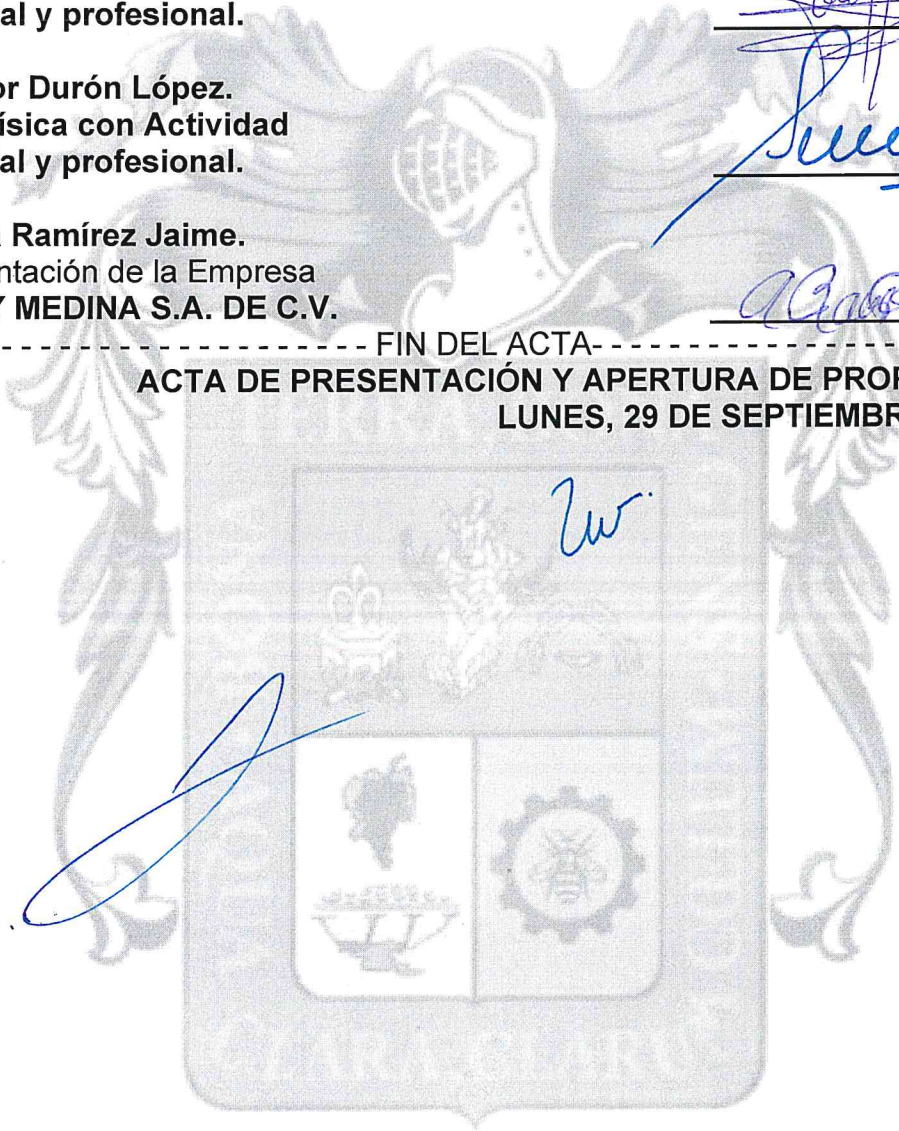 al y profesional.
or Durón López.
ísica con Actividad
al y profesional.
Ramírez Jaime.
ntación de la Empresa
Y MEDINA S.A. DE C.V.
- - - - - - - - - - - - - - - - - - - - FIN DEL ACTA- - - - - - - - - - - - - - - -
ACTA DE PRESENTACIÓN Y APERTURA DE PROP
LUNES, 29 DE SEPTIEMBR